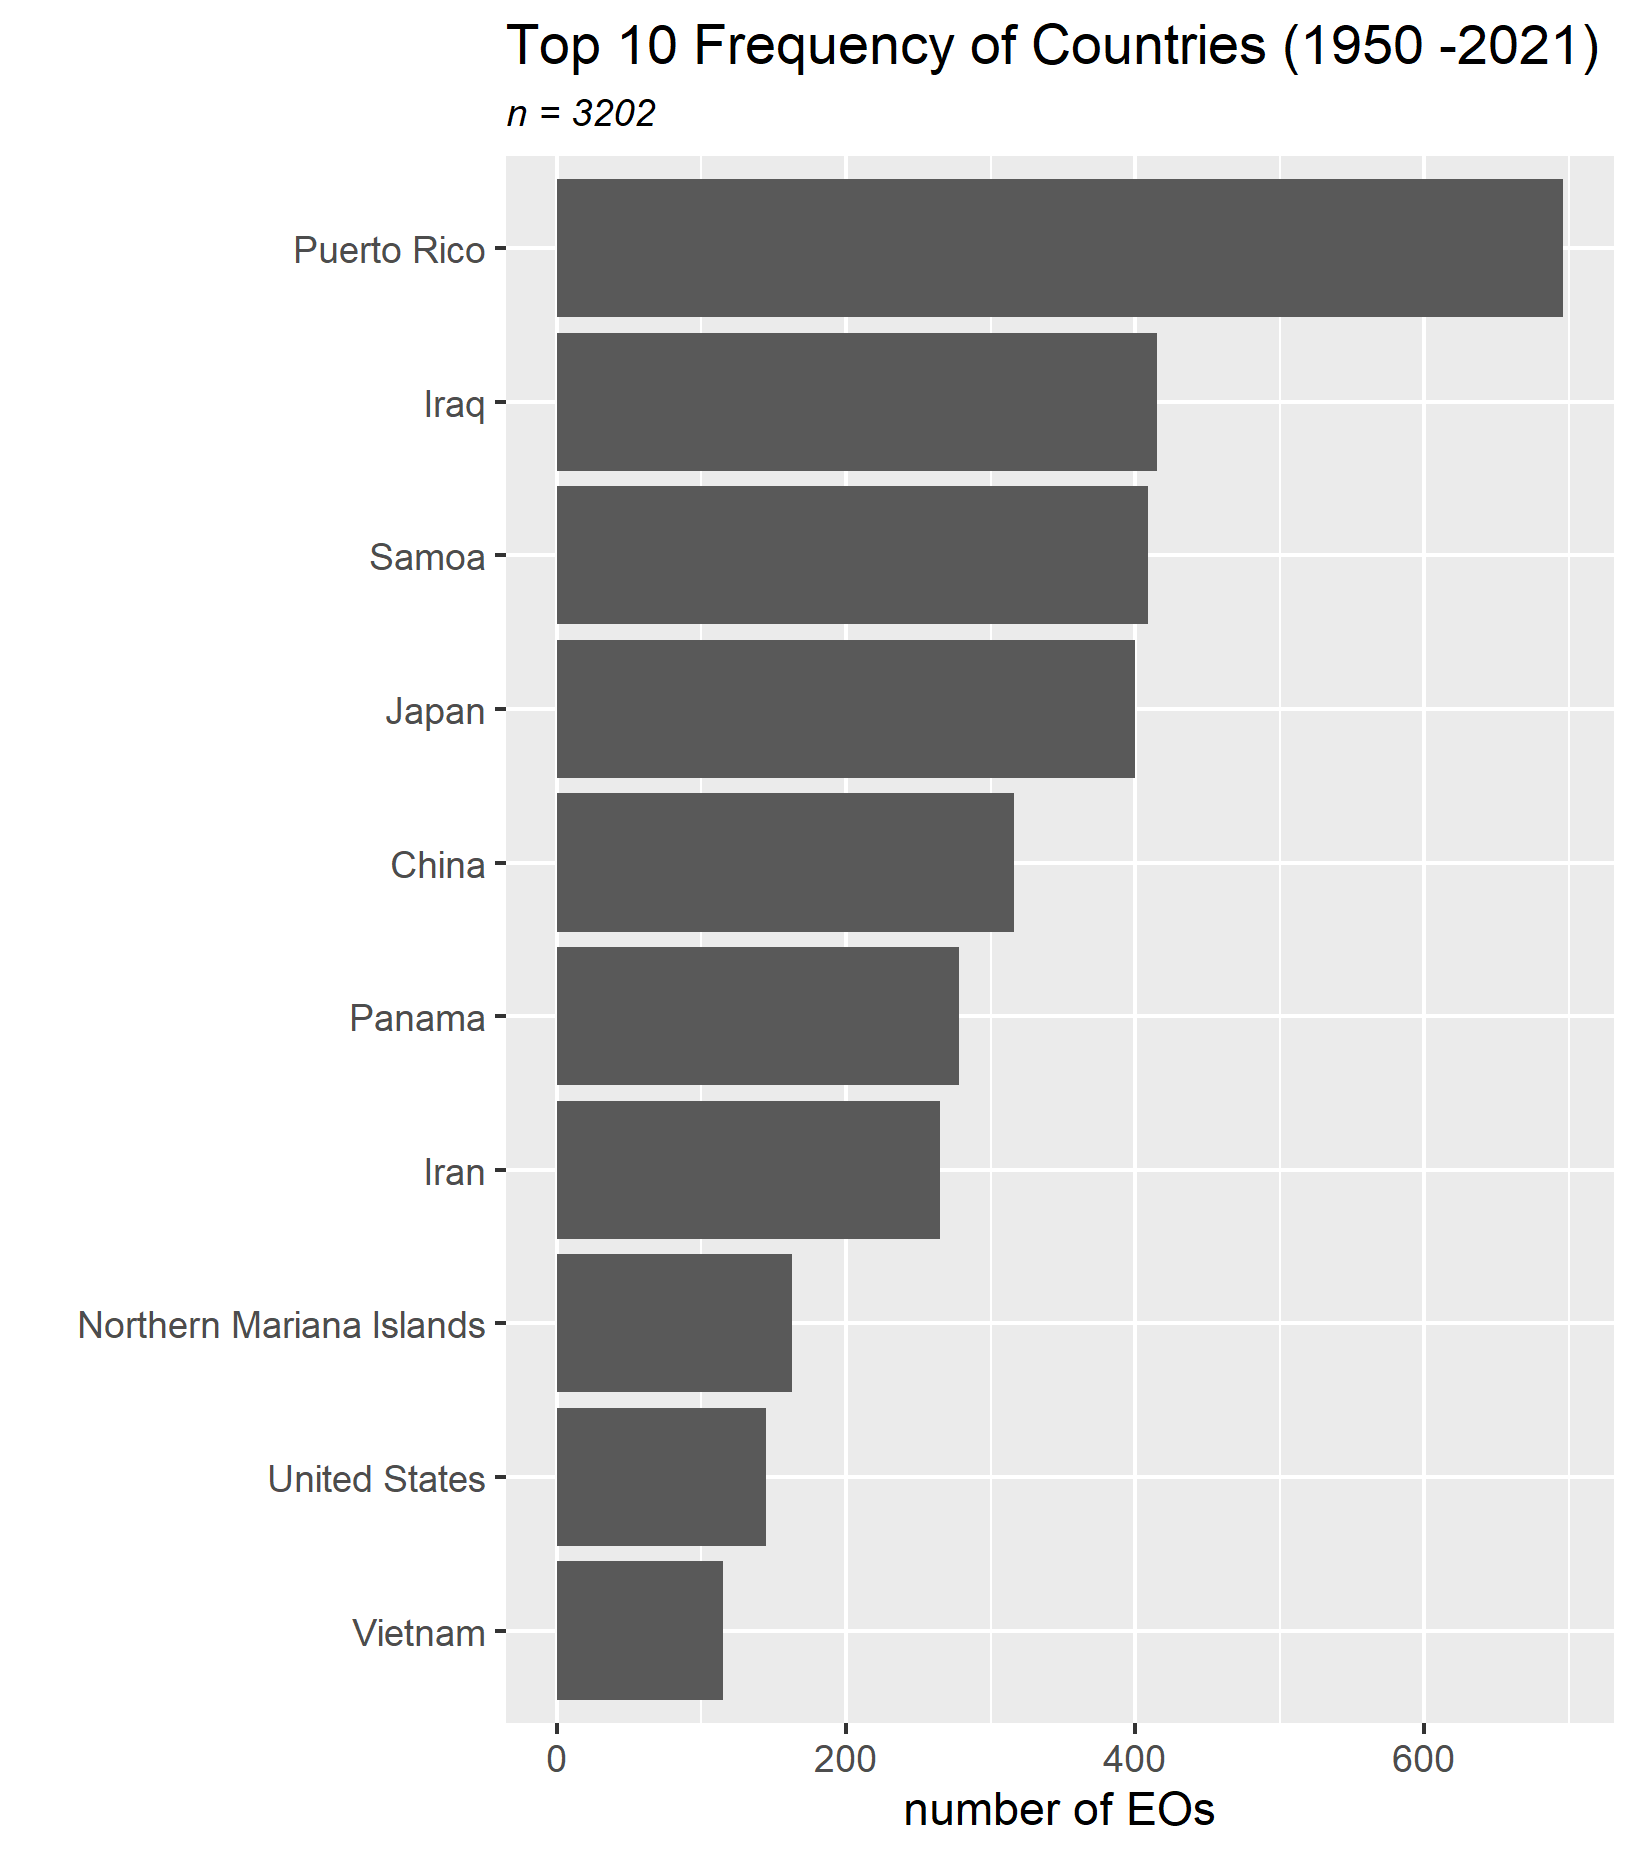 Top 10 Frequency of Countries (1950 -2021)
n = 3202
Puerto Rico
Iraq
Samoa
Japan
China
Panama
Iran
Northern Mariana Islands
United States
Vietnam
0 200 400 600
number of EOs